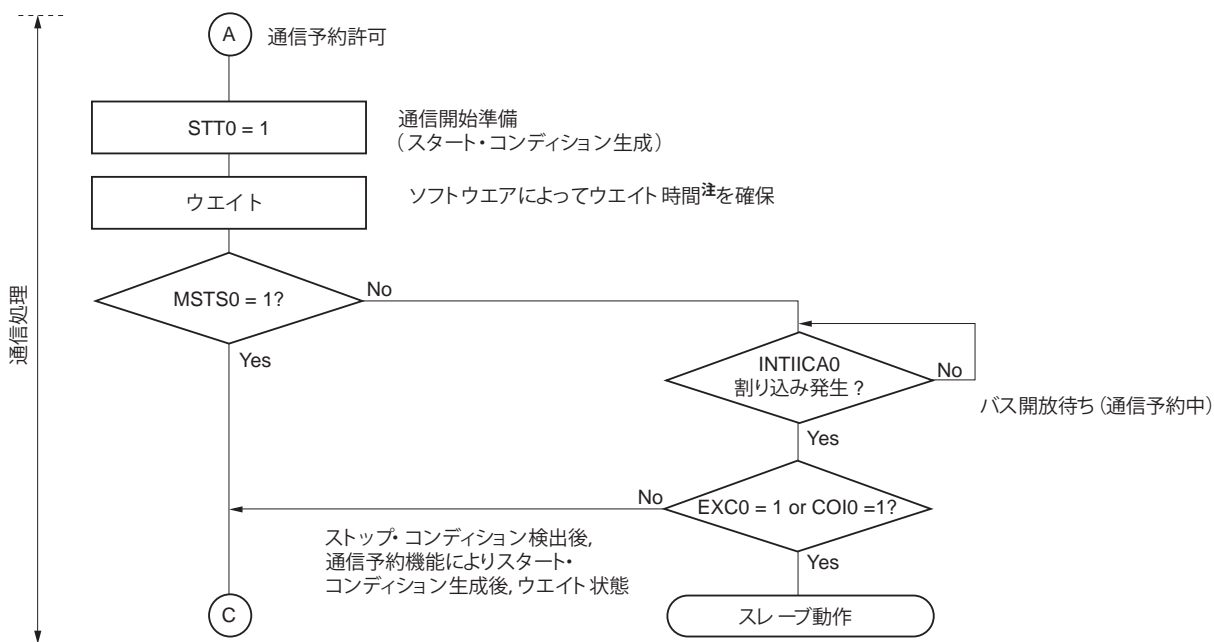 A 通信予約許可
STT0 = 1
通信開始準備
（スタート・コンディション生成）
ウエイト
ソフトウエアによってウエイト時間注を確保
MSTS0 = 1?
No
Yes
通信処理
INTIICA0
割り込み発生？
No
バス開放待ち（通信予約中）
Yes
EXC0 = 1 or COI0 =1?
No
ストップ・コンディション検出後,
通信予約機能によりスタート・
コンディション生成後, ウエイト状態
Yes
C
スレーブ動作